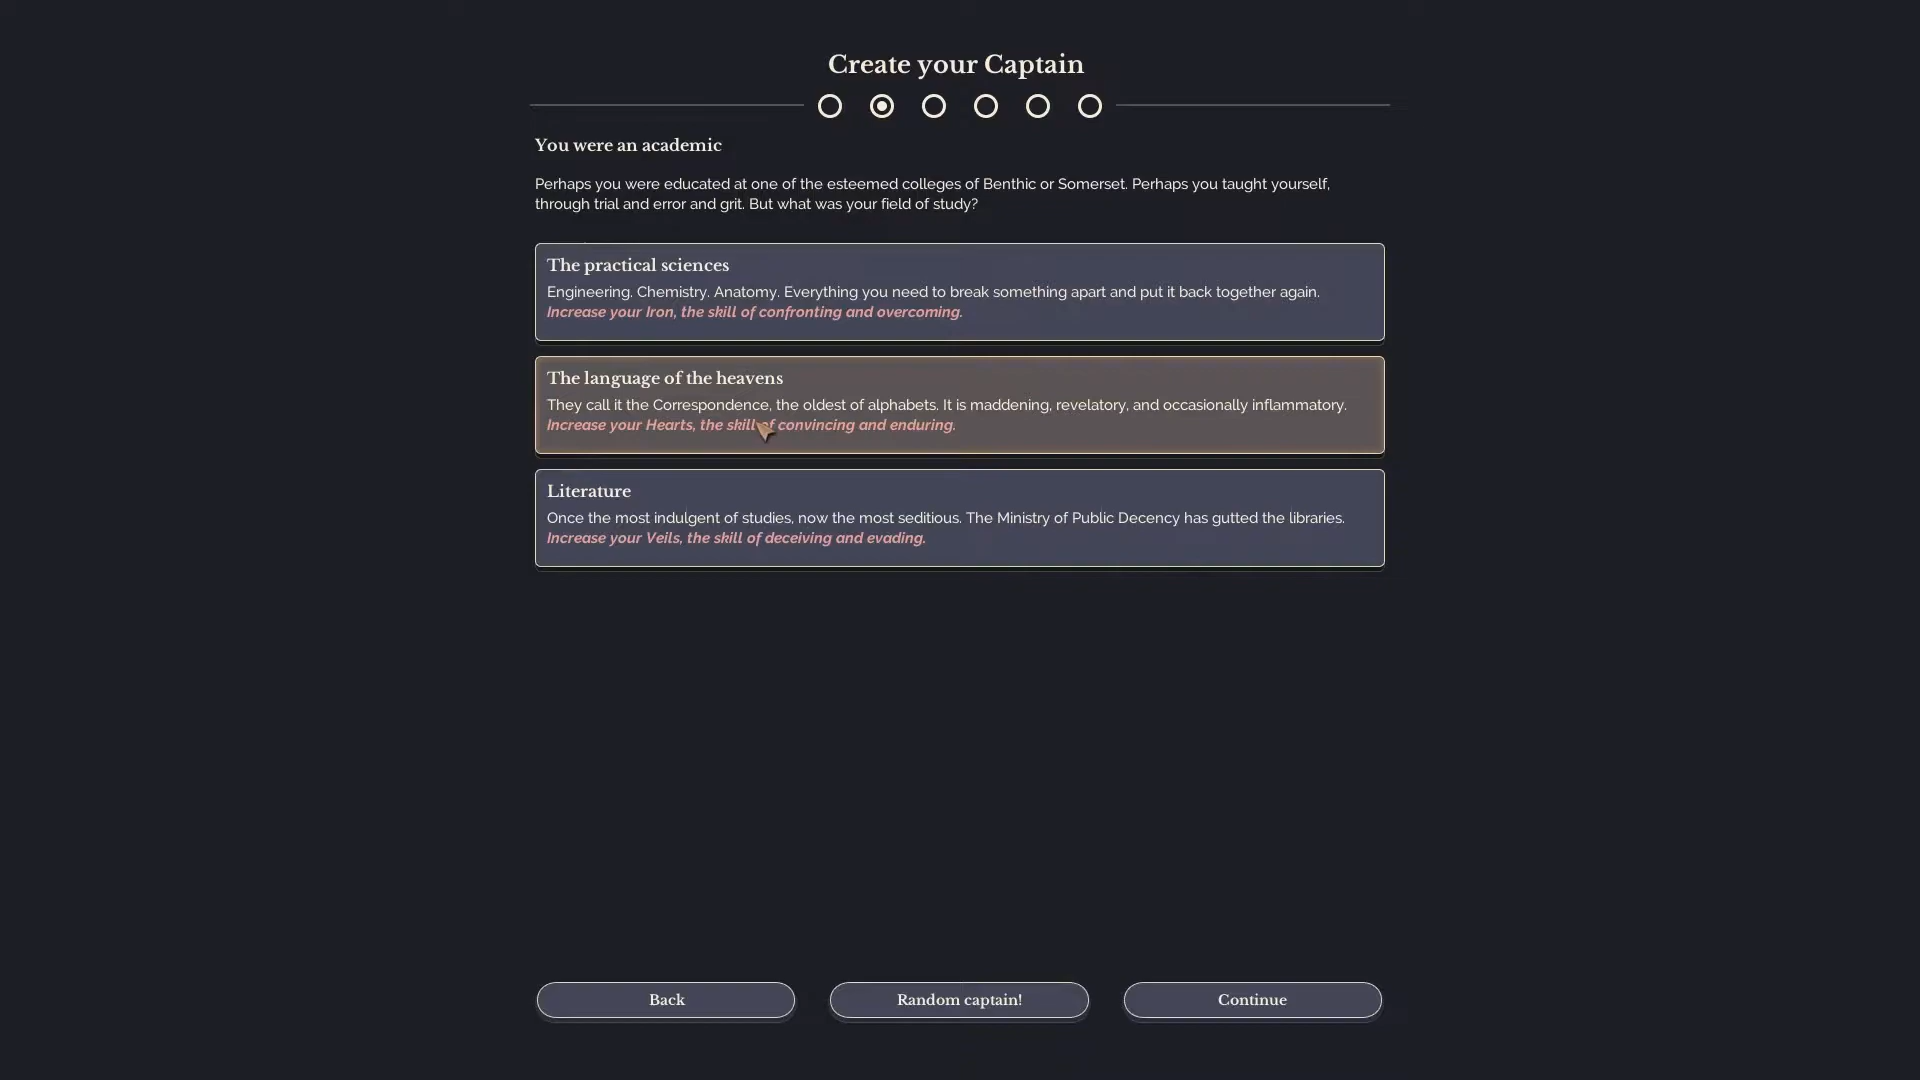 Create your Captain
You were an academic
Perhaps you were educated at one of the esteemed colleges of Benthic or Somerset. Perhaps you taught yourself,
through trial and error and grit. But what was your field of study?
The practical sciences
Engineering. Chemistry. Anatomy. Everything you need to break something apart and put it back together again.
Increase your Iron, the skill of confronting and overcoming.
The language of the heavens
They call it the Correspondence, the oldest of alphabets. It is maddening, revelatory, and occasionally inflammatory.
Increase your Hearts, the skill of convincing and enduring.
Literature
Once the most indulgent of studies, now the most seditious. The Ministry of Public Decency has gutted the libraries.
Increase your Veils, the skill of deceiving and evading.
Back
Random captain!
Continue